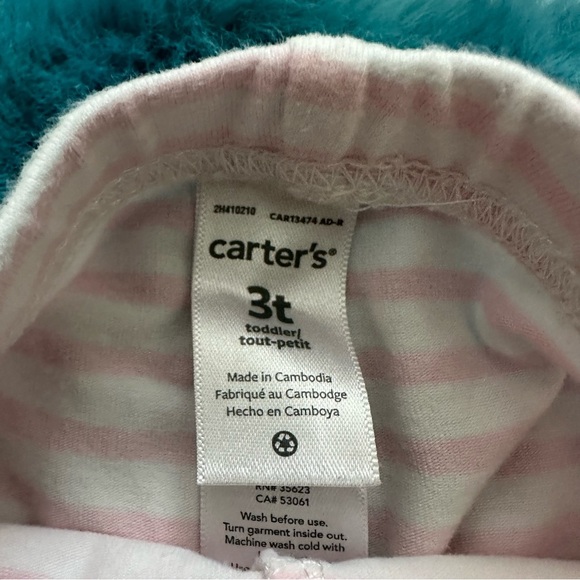 2H410210 CAR13474 AD-R
carter's®
3t
toddler/
tout-petit
Made in Cambodia
Fabriqué au Cambodge
Hecho en Camboya
RN# 35623
CA# 53061
Wash before use.
Turn garment inside out.
Machine wash cold with